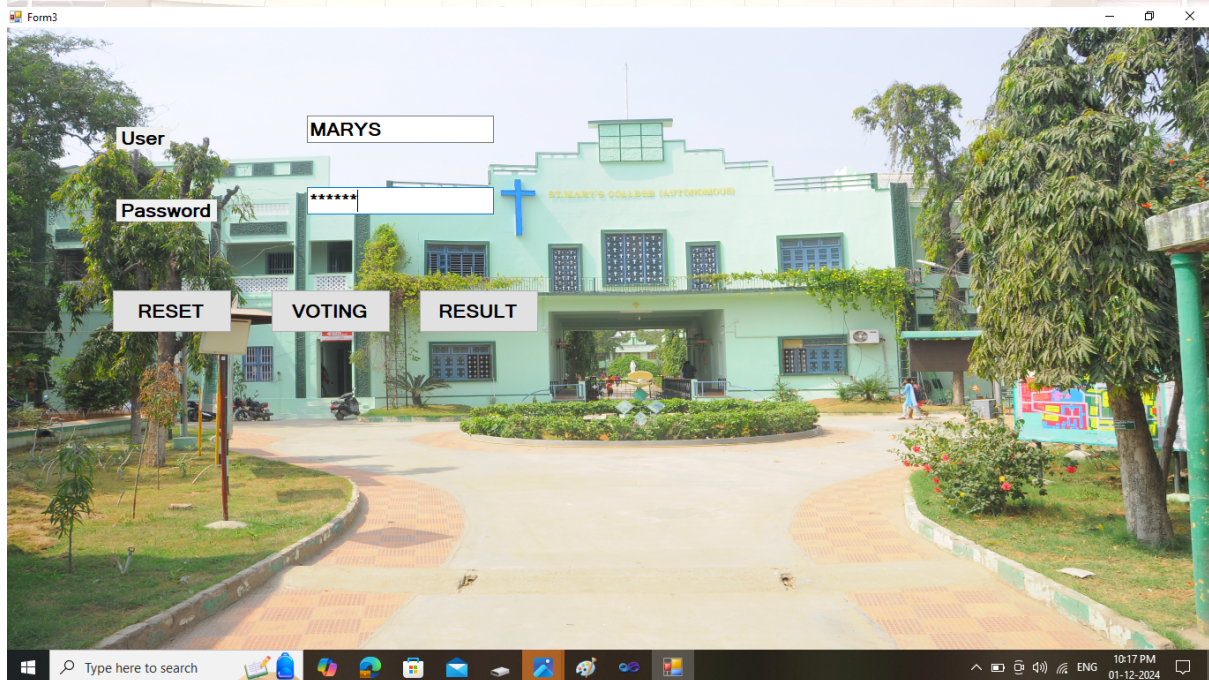 Form3
User
MARYS
ST.MARY'S COLLEGE (AUTONOMOUS)
Password
******
RESET
VOTING
RESULT
Type here to search
ENG
10:17 PM
01-12-2024